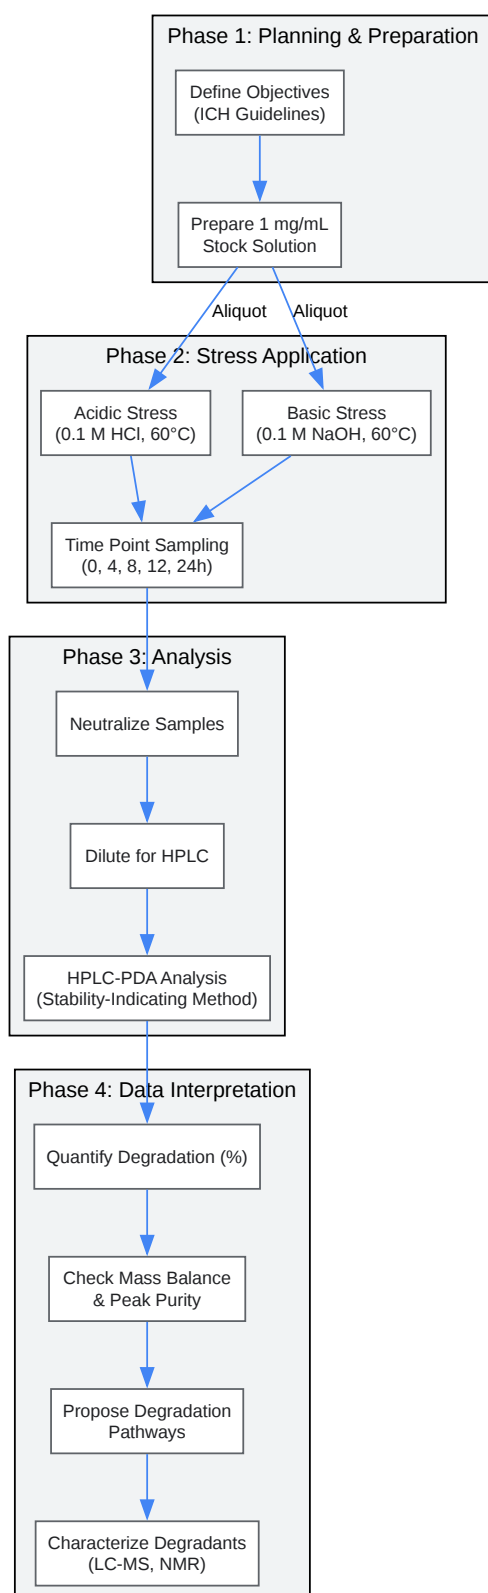 Phase 1: Planning & Preparation
Define Objectives
(ICH Guidelines)
Prepare 1 mg/mL
Stock Solution
Aliquot
Aliquot
Phase 2: Stress Application
Acidic Stress
(0.1 M HCl, 60°C)
Basic Stress
(0.1 M NaOH, 60°C)
Time Point Sampling
(0, 4, 8, 12, 24h)
Phase 3: Analysis
Neutralize Samples
Dilute for HPLC
HPLC-PDA Analysis
(Stability-Indicating Method)
Phase 4: Data Interpretation
Quantify Degradation (%)
Check Mass Balance
& Peak Purity
Propose Degradation
Pathways
Characterize Degradants
(LC-MS, NMR)